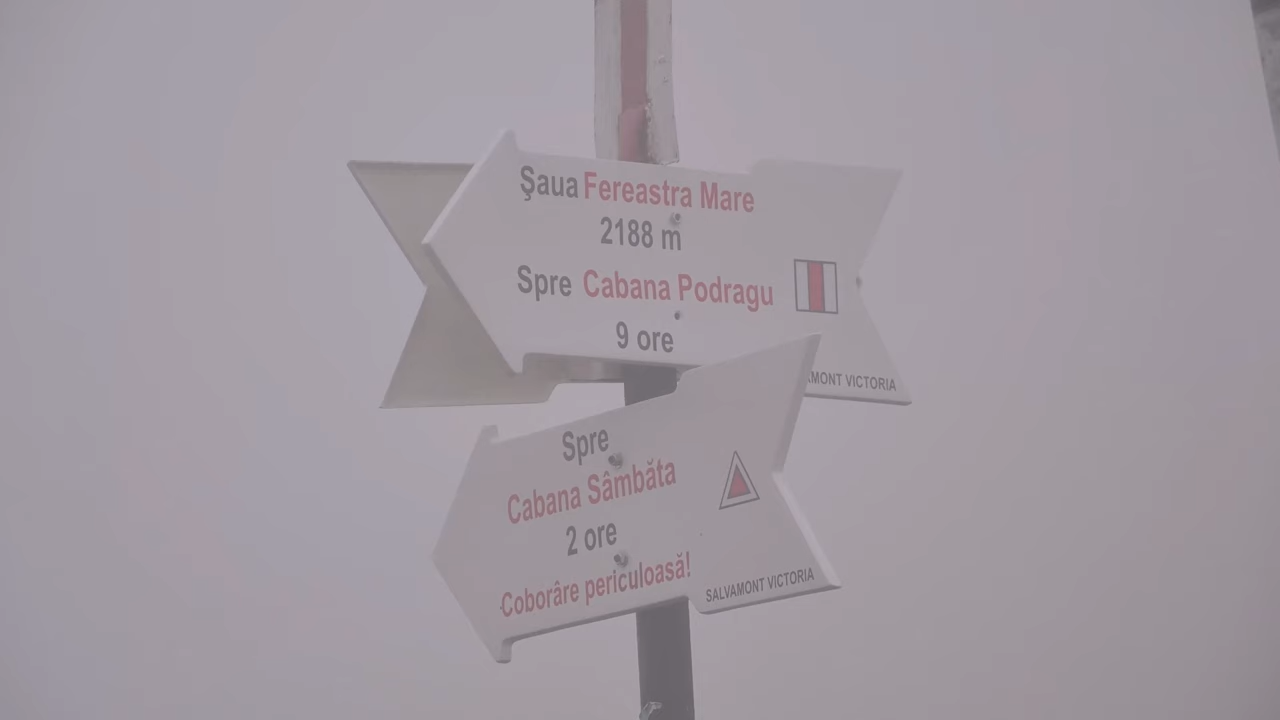 Şaua Fereastra Mare
2188 m
Spre Cabana Podragu
9 ore
MONT VICTORIA
Spre
Cabana Sâmbăta
2 ore
Coborâre periculoasă!
SALVAMONT VICTORIA